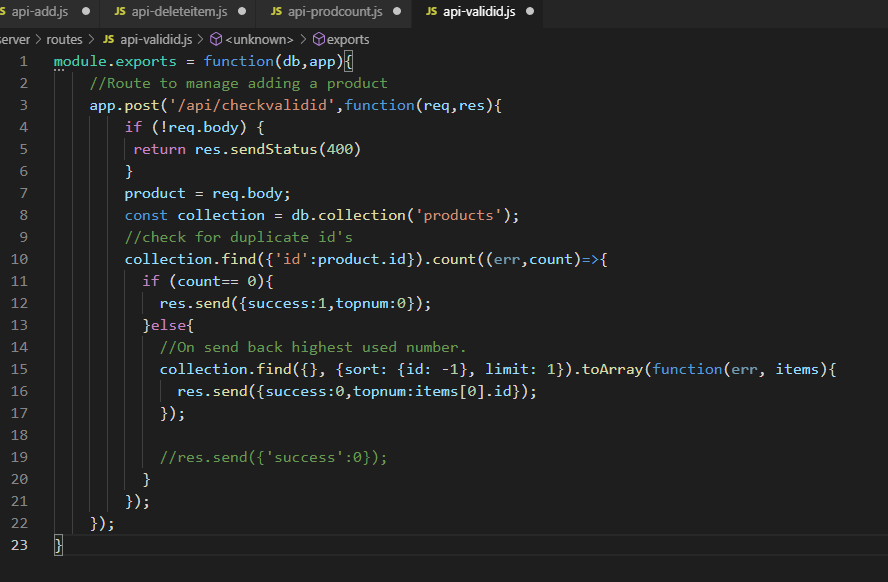 JS api-add.js ● JS api-deleteitem.js ● JS api-prodcount.js ● JS api-validid.js ●
server > routes > JS api-validid.js > <unknown> > exports
1 module.exports = function(db,app){
2 //Route to manage adding a product
3 app.post('/api/checkvalidid',function(req,res){
4 if (!req.body) {
5 return res.sendStatus(400)
6 }
7 product = req.body;
8 const collection = db.collection('products');
9 //check for duplicate id's
10 collection.find({'id':product.id}).count((err,count)=>{
11 if (count== 0){
12 res.send({success:1,topnum:0});
13 }else{
14 //On send back highest used number.
15 collection.find({}, {sort: {id: -1}, limit: 1}).toArray(function(err, items){
16 res.send({success:0,topnum:items[0].id});
17 });
18
19 //res.send({'success':0});
20 }
21 });
22 });
23 }